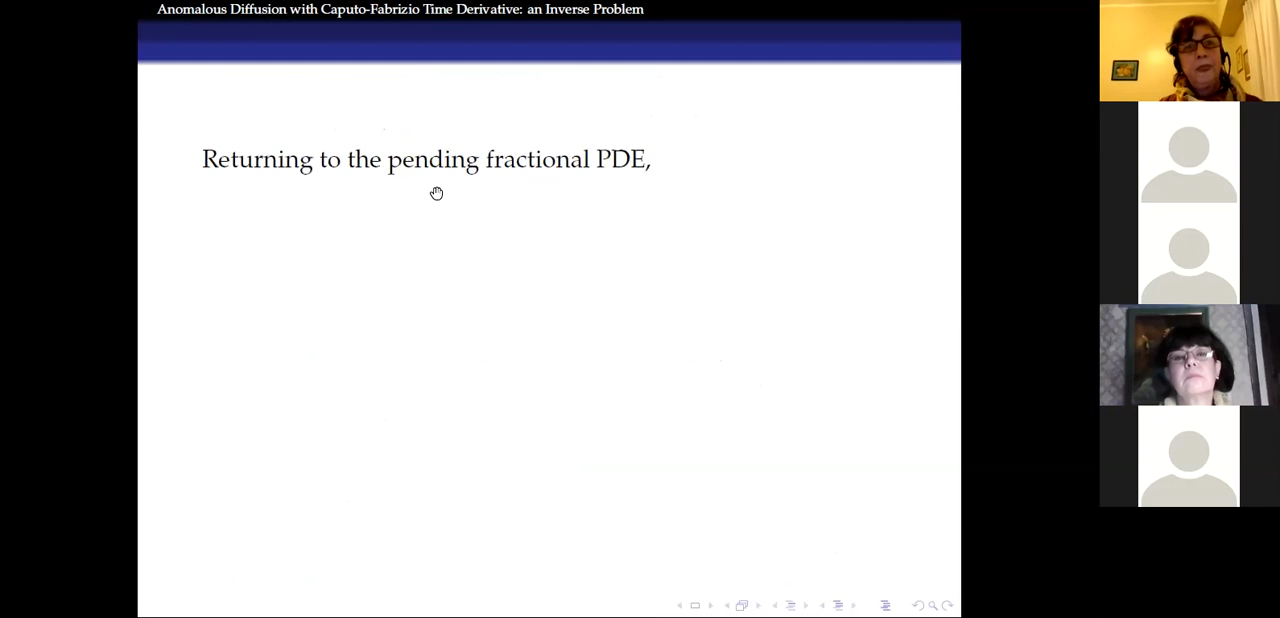 Anomalous Diffusion with Caputo-Fabrizio Time Derivative: an Inverse Problem
Returning to the pending fractional PDE,